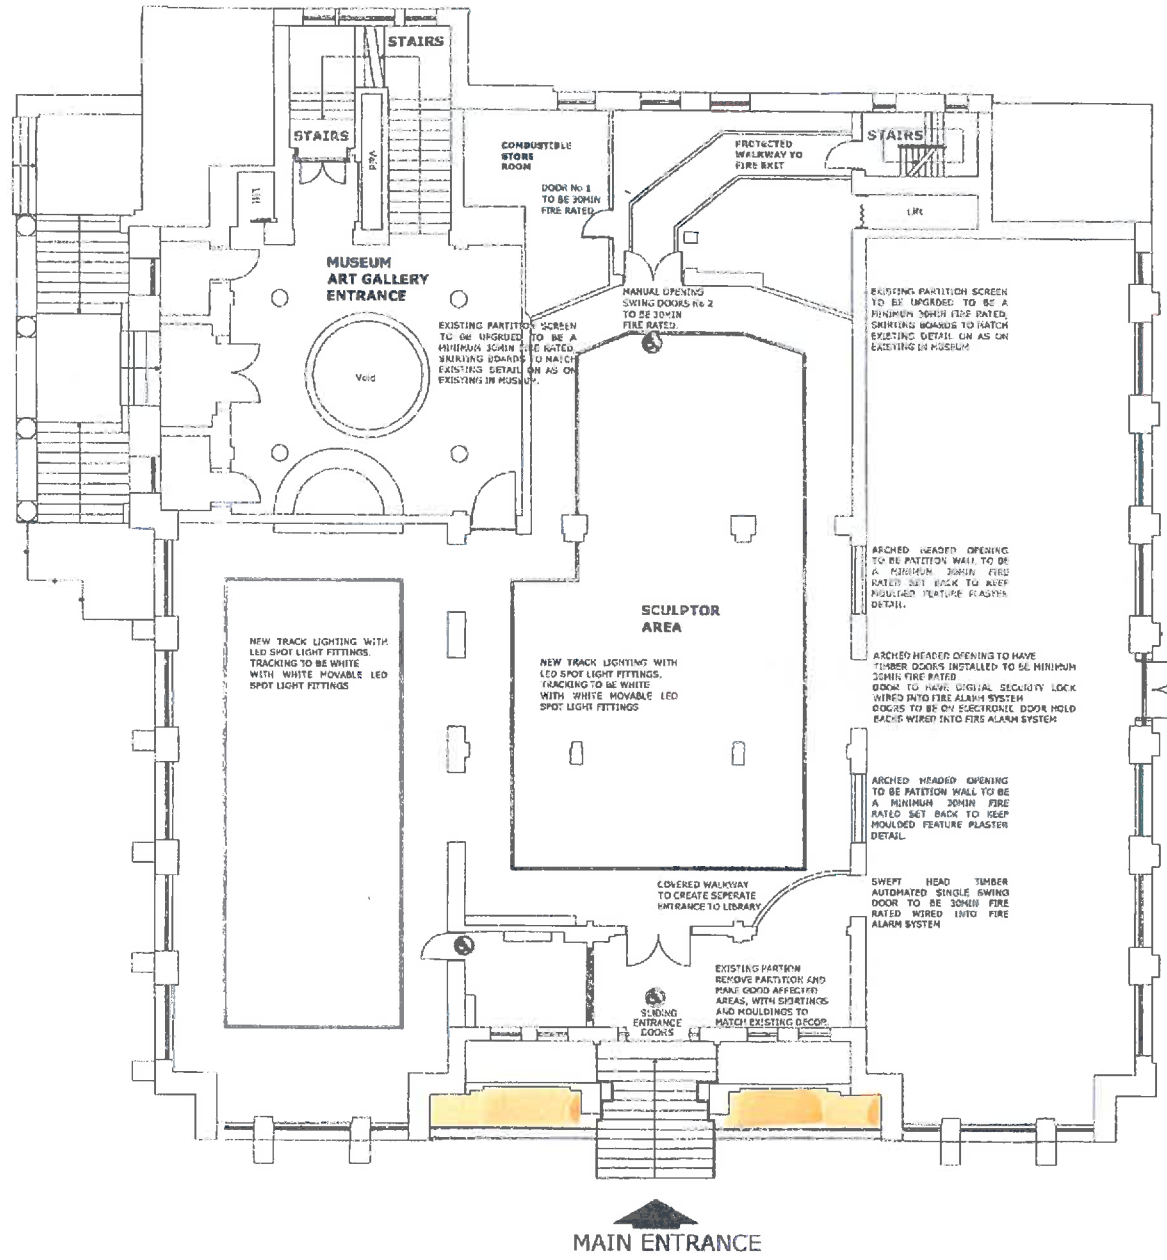 STAIRS
STAIRS
Void
Lift
COMBUSTIBLE
STORE
ROOM
DOOR No 1
TO BE 30MIN
FIRE RATED
PROTECTED
WALKWAY TO
FIRE EXIT
STAIRS
Lift
MUSEUM
ART GALLERY
ENTRANCE
Void
EXISTING PARTITION SCREEN
TO BE UPGRDED TO BE A
MINIMUM 30MIN FIRE RATED,
SKIRTING BOARDS TO MATCH
EXISTING DETAIL ON AS ON
EXISTING IN MUSEUM.
MANUAL OPENING
SWING DOORS No 2
TO BE 30MIN
FIRE RATED.
EXISTING PARTITION SCREEN
TO BE UPGRDED TO BE A
MINIMUM 30MIN FIRE RATED,
SKIRTING BOARDS TO MATCH
EXISTING DETAIL ON AS ON
EXISTING IN MUSEUM
ARCHED HEADED OPENING
TO BE PATITION WALL TO BE
A MINIMUM 30MIN FIRE
RATED SET BACK TO KEEP
MOULDED FEATURE PLASTER
DETAIL.
SCULPTOR
AREA
NEW TRACK LIGHTING WITH
LED SPOT LIGHT FITTINGS.
TRACKING TO BE WHITE
WITH WHITE MOVABLE LED
SPOT LIGHT FITTINGS
NEW TRACK LIGHTING WITH
LED SPOT LIGHT FITTINGS.
TRACKING TO BE WHITE
WITH WHITE MOVABLE LED
SPOT LIGHT FITTINGS
ARCHED HEADED OPENING TO HAVE
TIMBER DOORS INSTALLED TO BE MINIMUM
30MIN FIRE RATED
DOOR TO HAVE DIGITAL SECURITY LOCK
WIRED INTO FIRE ALARM SYSTEM
DOORS TO BE ON ELECTRONIC DOOR HOLD
BACKS WIRED INTO FIRE ALARM SYSTEM
ARCHED HEADED OPENING
TO BE PATITION WALL TO BE
A MINIMUM 30MIN FIRE
RATED SET BACK TO KEEP
MOULDED FEATURE PLASTER
DETAIL
COVERED WALKWAY
TO CREATE SEPERATE
ENTRANCE TO LIBRARY
SWEPT HEAD TIMBER
AUTOMATED SINGLE SWING
DOOR TO BE 30MIN FIRE
RATED WIRED INTO FIRE
ALARM SYSTEM
EXISTING PARTION
REMOVE PARTITION AND
MAKE GOOD AFFECTED
AREAS, WITH SKIRTINGS
AND MOULDINGS TO
MATCH EXISTING DECOR
SLIDING
ENTRANCE
DOORS
MAIN ENTRANCE